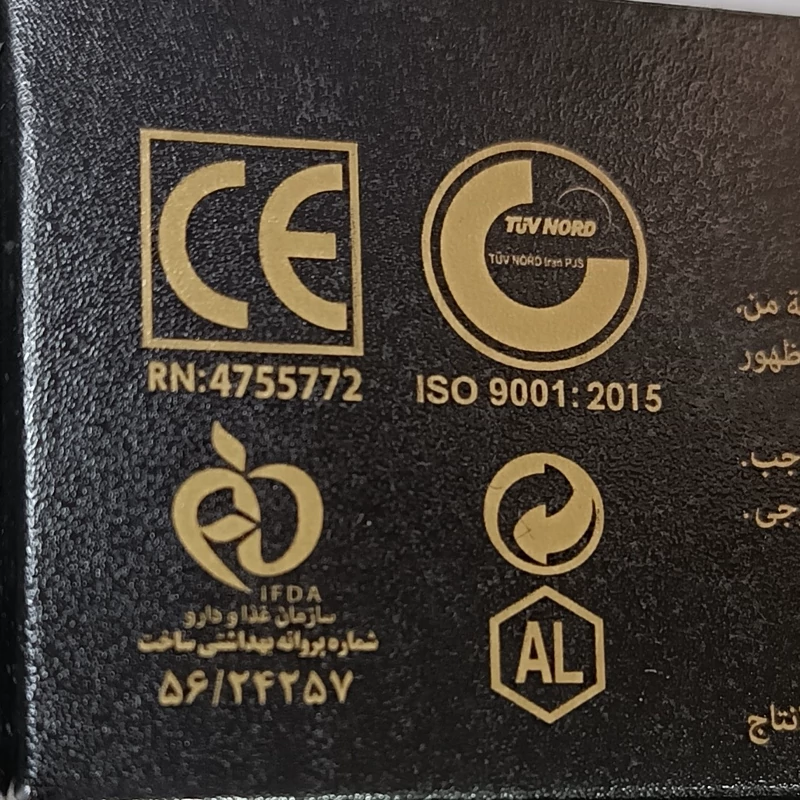 CE
RN:4755772
TÜV NORD
TÜV NORD Iran PJS
ISO 9001:2015
IFDA
سازمان غذا و دارو
شماره پروانه بهداشتی ساخت
۵۶/۲۴۲۵۷
AL
من.